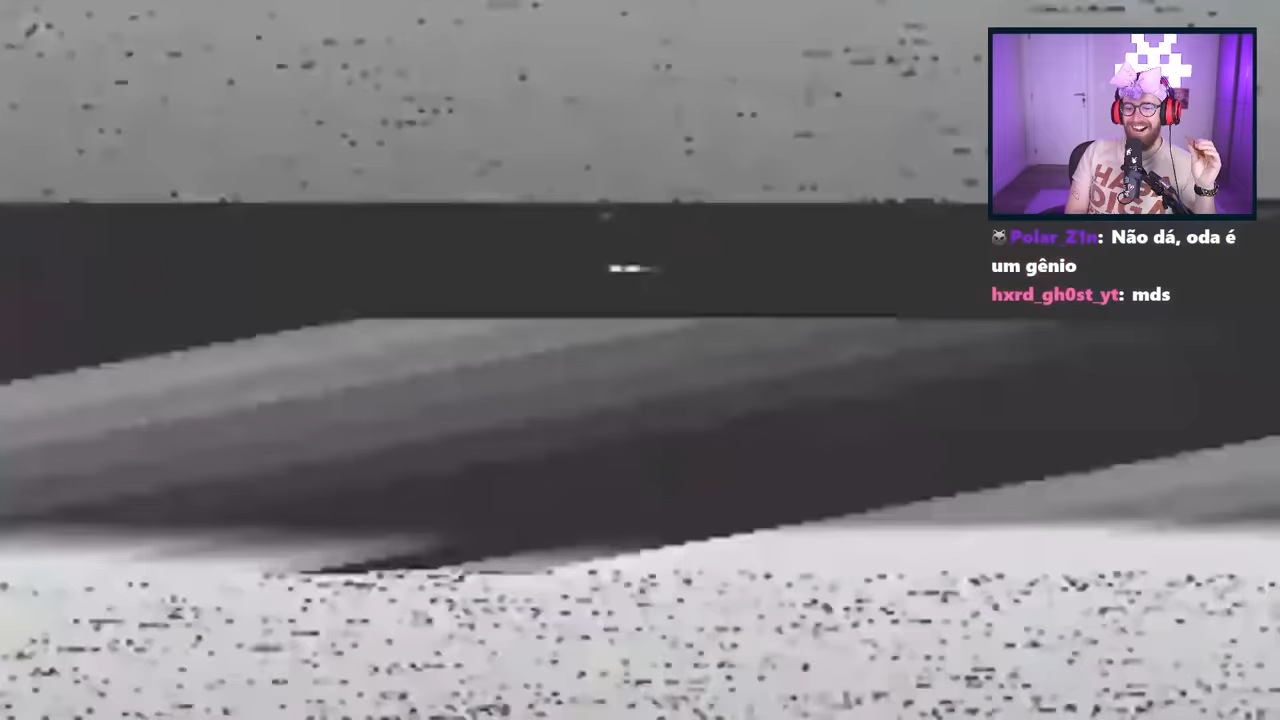 Polar_Z1n: Não dá, oda é
um gênio
hxrd_gh0st_yt: mds